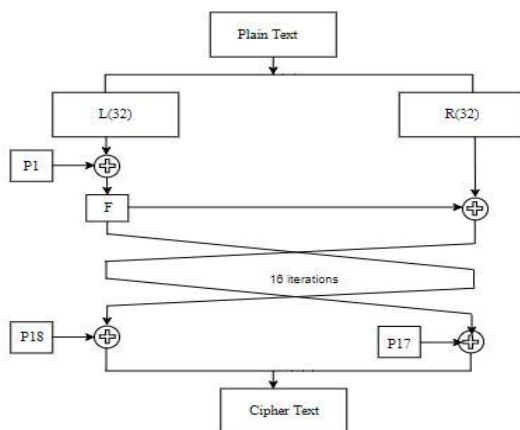 Plain Text
L(32)
R(32)
P1
F
16 iterations
P18
P17
Cipher Text